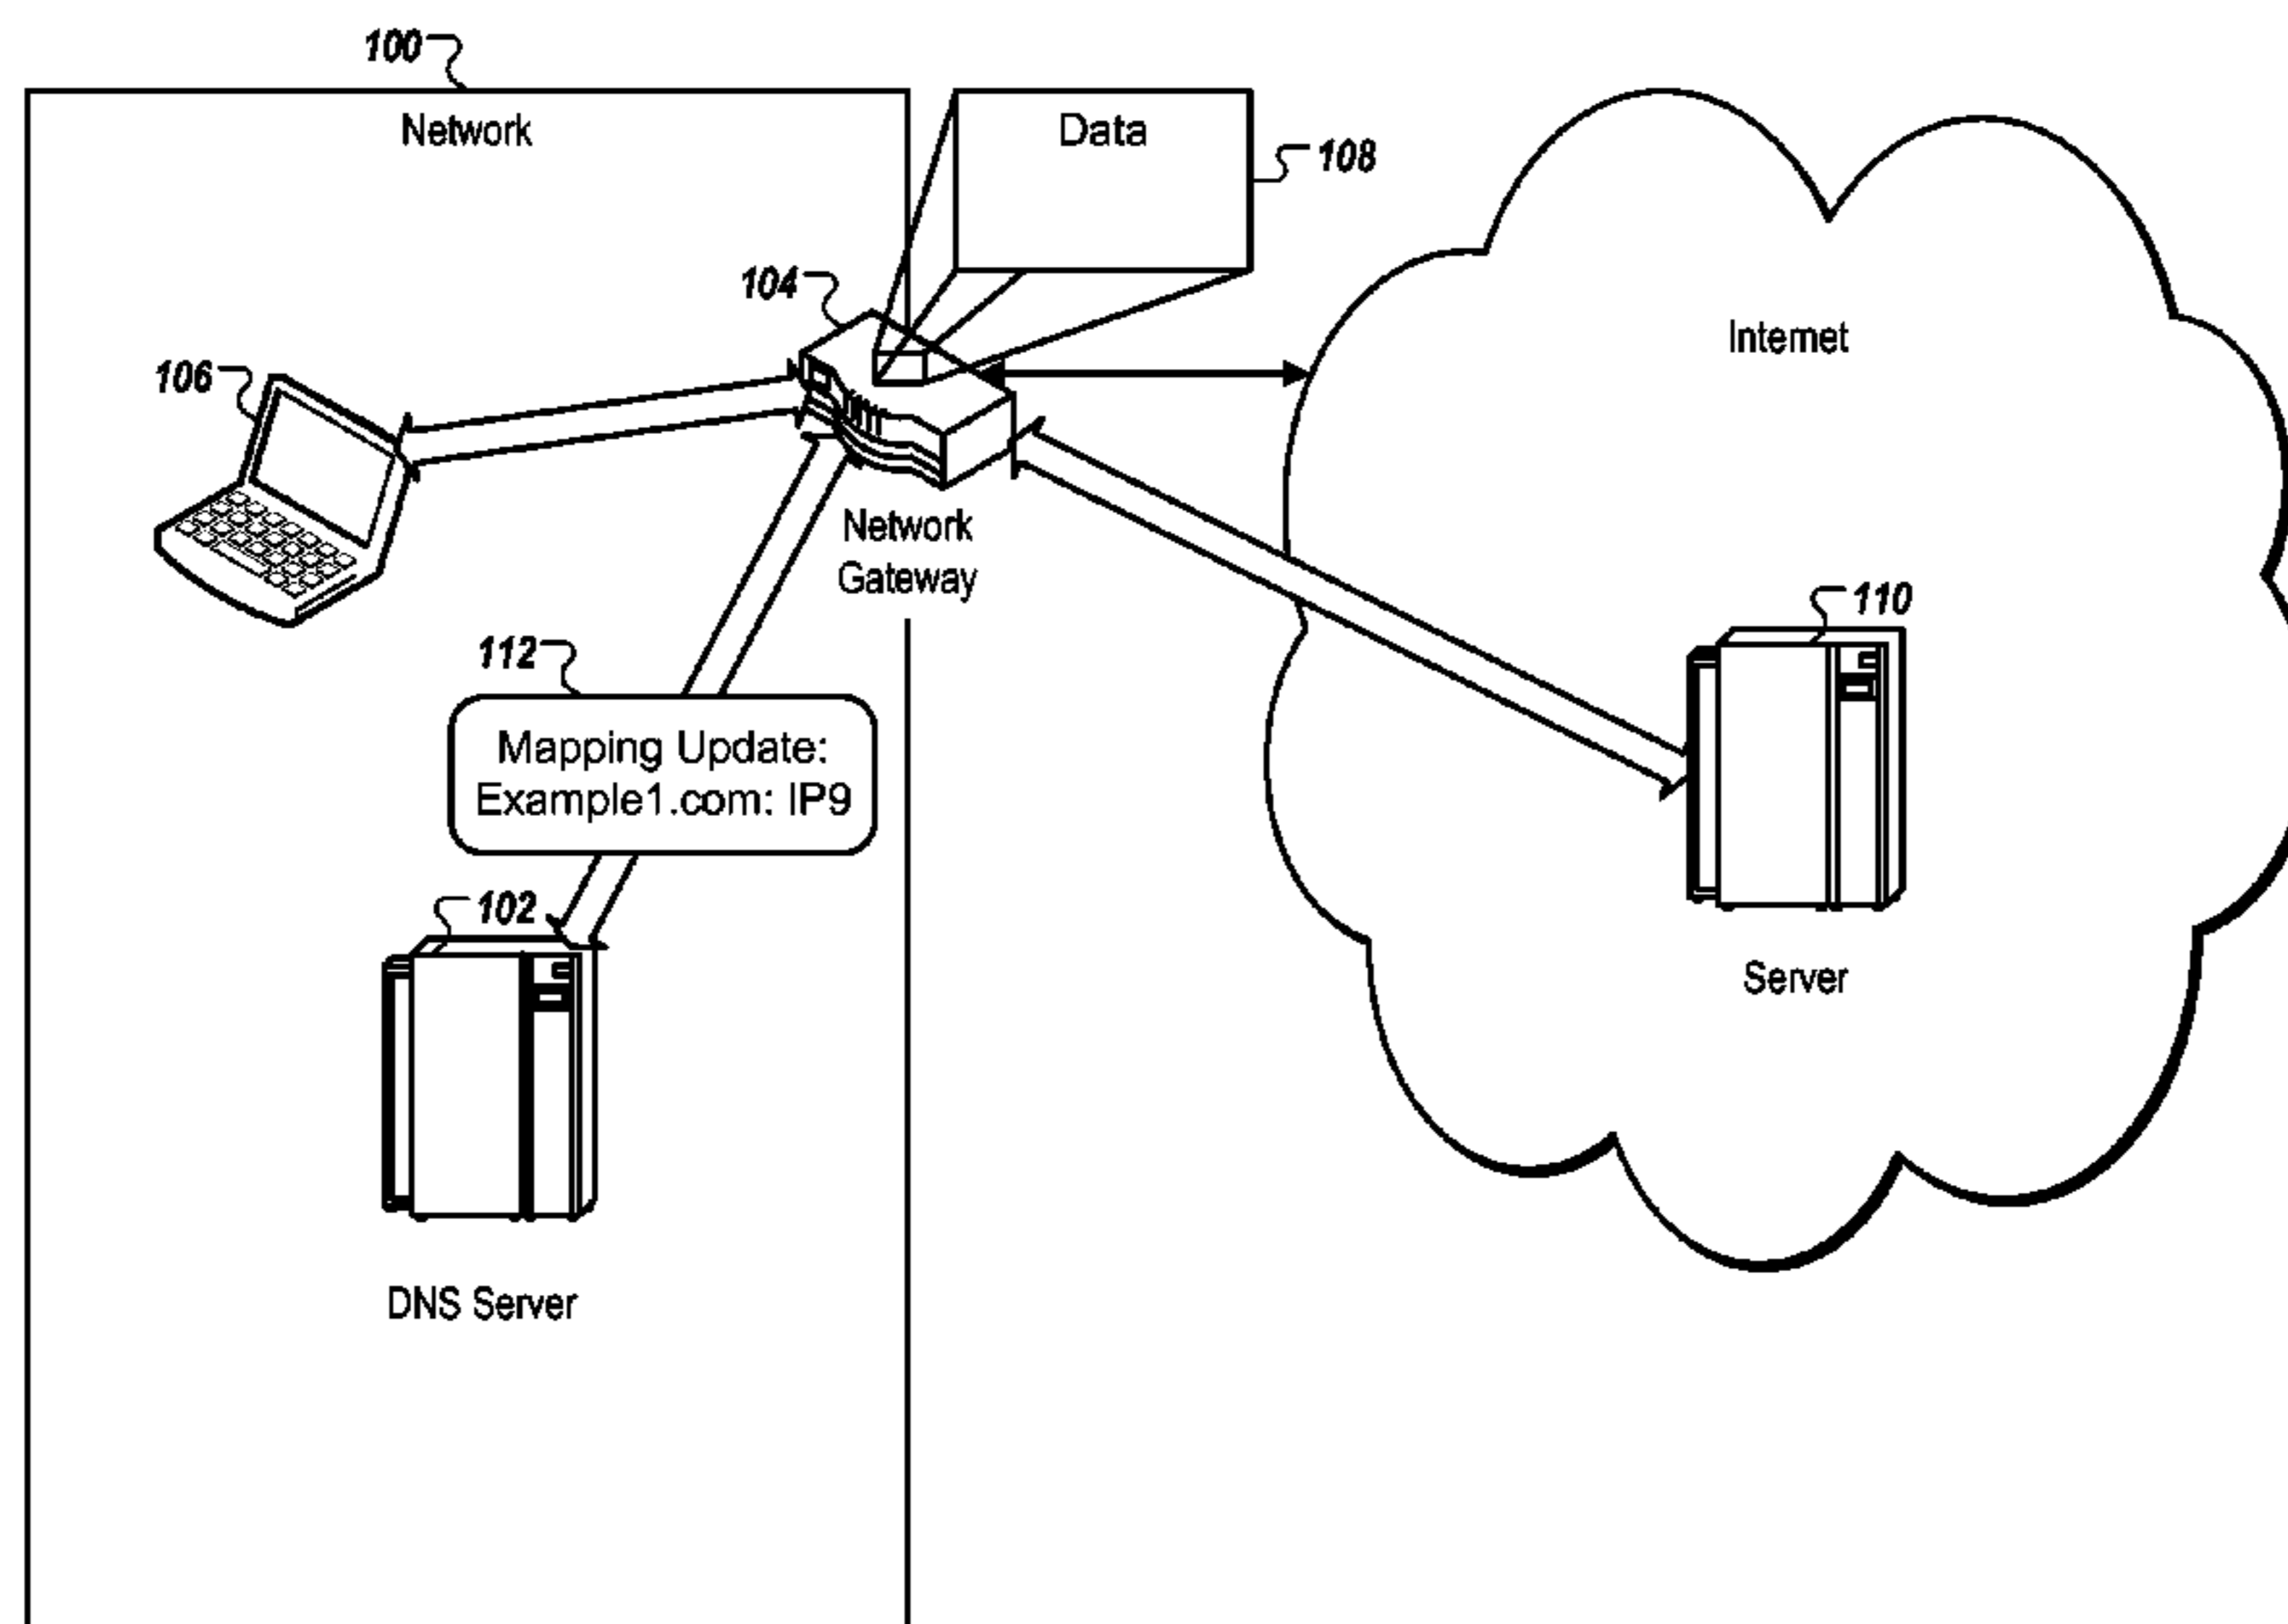 100
Network
Data
108
104
106
Internet
Network
Gateway
110
112
Mapping Update:
Example1.com: IP9
102
Server
DNS Server